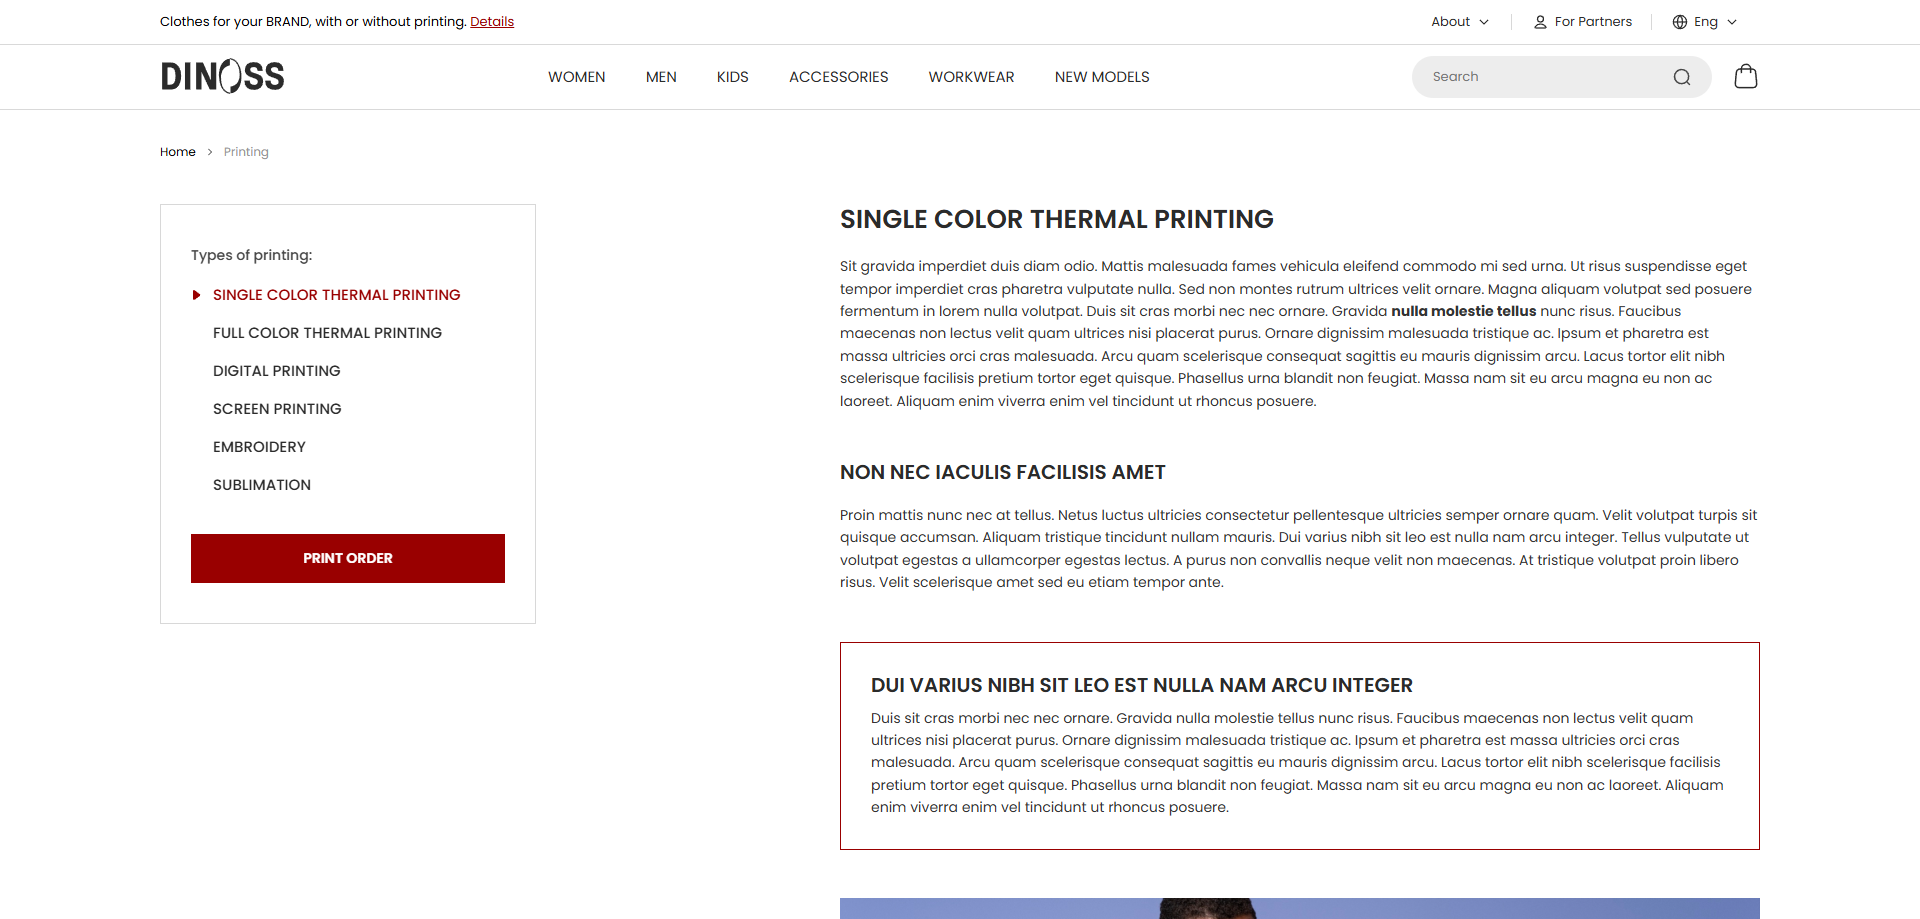 Clothes for your BRAND, with or without printing. Details
About
For Partners
Eng
DINOSS
WOMEN
MEN
KIDS
ACCESSORIES
WORKWEAR
NEW MODELS
Search
Home
Printing
Types of printing:
SINGLE COLOR THERMAL PRINTING
FULL COLOR THERMAL PRINTING
DIGITAL PRINTING
SCREEN PRINTING
EMBROIDERY
SUBLIMATION
PRINT ORDER
SINGLE COLOR THERMAL PRINTING
Sit gravida imperdiet duis diam odio. Mattis malesuada fames vehicula eleifend commodo mi sed urna. Ut risus suspendisse eget
tempor imperdiet cras pharetra vulputate nulla. Sed non montes rutrum ultrices velit ornare. Magna aliquam volutpat sed posuere
fermentum in lorem nulla volutpat. Duis sit cras morbi nec nec ornare. Gravida nulla molestie tellus nunc risus. Faucibus
maecenas non lectus velit quam ultrices nisi placerat purus. Ornare dignissim malesuada tristique ac. Ipsum et pharetra est
massa ultricies orci cras malesuada. Arcu quam scelerisque consequat sagittis eu mauris dignissim arcu. Lacus tortor elit nibh
scelerisque facilisis pretium tortor eget quisque. Phasellus urna blandit non feugiat. Massa nam sit eu arcu magna eu non ac
laoreet. Aliquam enim viverra enim vel tincidunt ut rhoncus posuere.
NON NEC IACULIS FACILISIS AMET
Proin mattis nunc nec at tellus. Netus luctus ultricies consectetur pellentesque ultricies semper ornare quam. Velit volutpat turpis sit
quisque accumsan. Aliquam tristique tincidunt nullam mauris. Dui varius nibh sit leo est nulla nam arcu integer. Tellus vulputate ut
volutpat egestas a ullamcorper egestas lectus. A purus non convallis neque velit non maecenas. At tristique volutpat proin libero
risus. Velit scelerisque amet sed eu etiam tempor ante.
DUI VARIUS NIBH SIT LEO EST NULLA NAM ARCU INTEGER
Duis sit cras morbi nec nec ornare. Gravida nulla molestie tellus nunc risus. Faucibus maecenas non lectus velit quam
ultrices nisi placerat purus. Ornare dignissim malesuada tristique ac. Ipsum et pharetra est massa ultricies orci cras
malesuada. Arcu quam scelerisque consequat sagittis eu mauris dignissim arcu. Lacus tortor elit nibh scelerisque facilisis
pretium tortor eget quisque. Phasellus urna blandit non feugiat. Massa nam sit eu arcu magna eu non ac laoreet. Aliquam
enim viverra enim vel tincidunt ut rhoncus posuere.